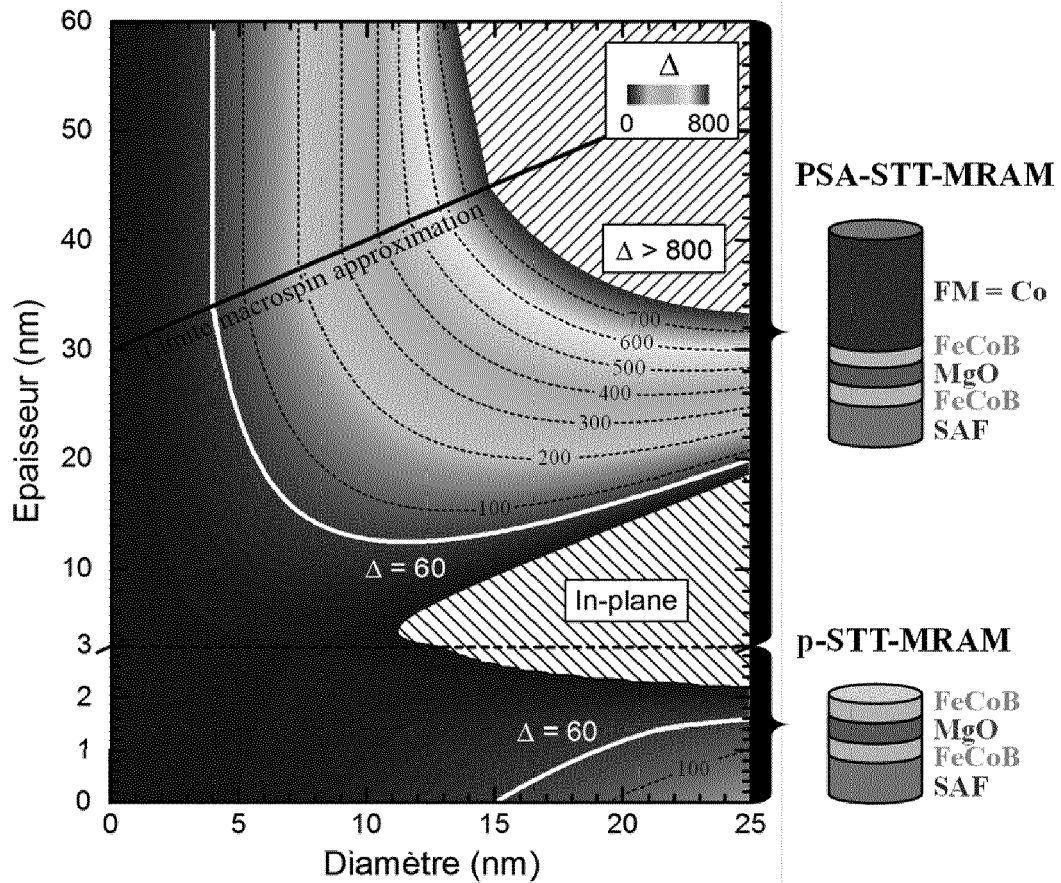 60
50
40
30
20
10
3
2
1
0
Epaisseur (nm)
0
5
10
15
20
25
Diamètre (nm)
Δ
0
800
Δ > 800
Limite macrospin approximation
700
600
500
400
300
200
100
Δ = 60
In-plane
Δ = 60
100
PSA-STT-MRAM
FM = Co
FeCoB
MgO
FeCoB
SAF
p-STT-MRAM
FeCoB
MgO
FeCoB
SAF